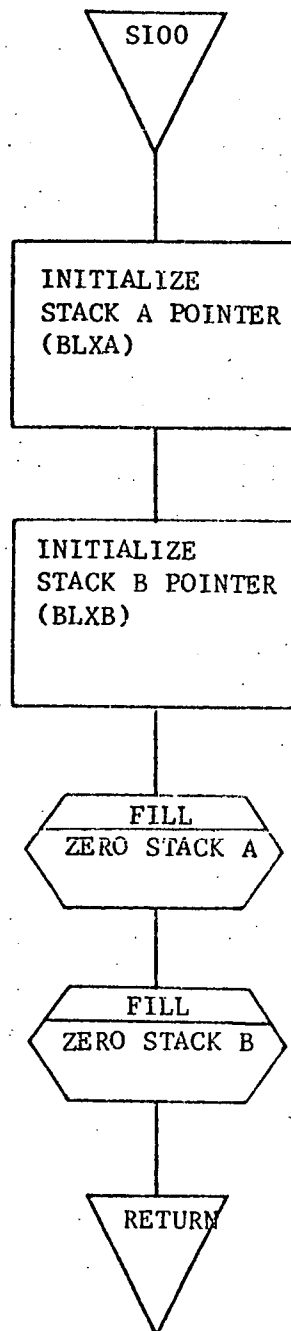 SI00
INITIALIZE
STACK A POINTER
(BLXA)
INITIALIZE
STACK B POINTER
(BLXB)
FILL
ZERO STACK A
FILL
ZERO STACK B
RETURN